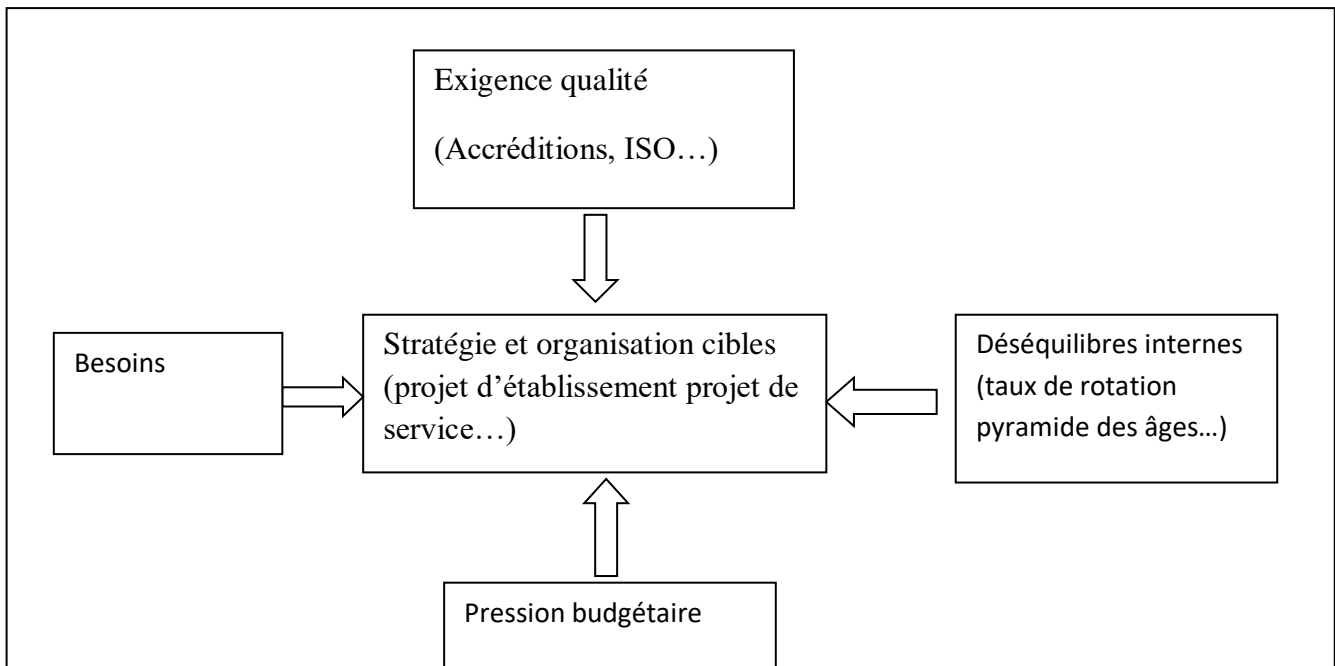 Exigence qualité
(Accréditions, ISO…)
Besoins
Stratégie et organisation cibles
(projet d’établissement projet de
service…)
Déséquilibres internes
(taux de rotation
pyramide des âges…)
Pression budgétaire